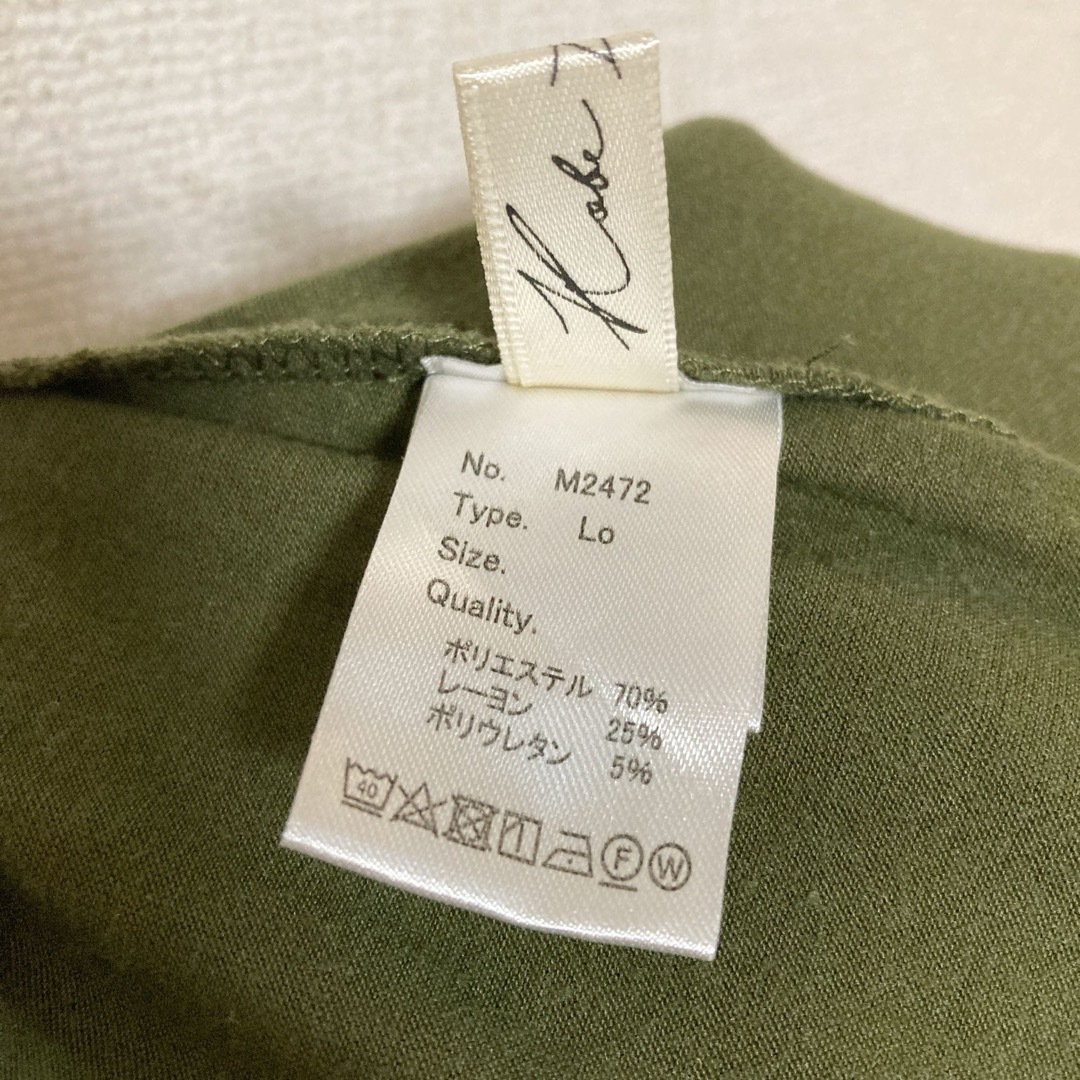 Kobe
No. M2472
Type. Lo
Size.
Quality.
ポリエステル 70%
レーヨン 25%
ポリウレタン 5%
40 F W